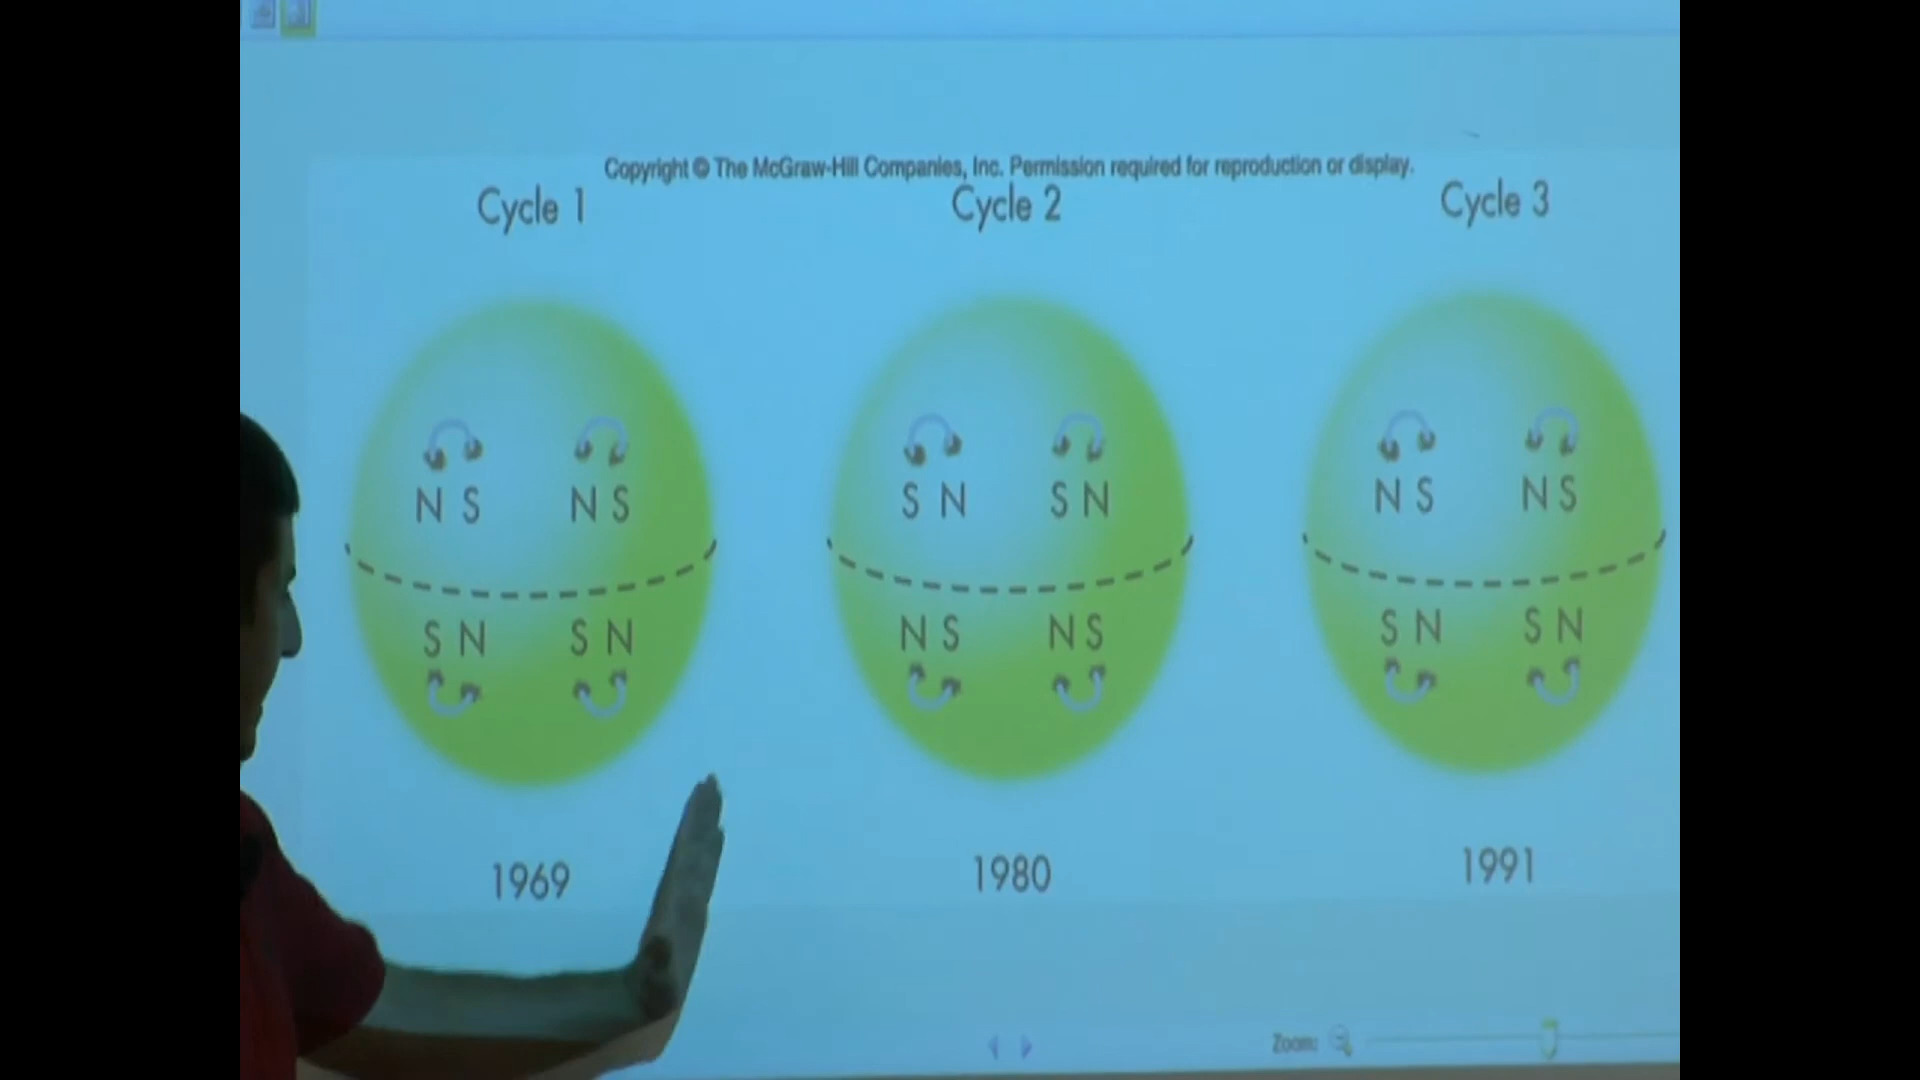 Copyright © The McGraw-Hill Companies, Inc. Permission required for reproduction or display.
Cycle 1
Cycle 2
Cycle 3
N S N S
S N S N
N S N S
S N S N
N S N S
S N S N
1969
1980
1991
Zoom: